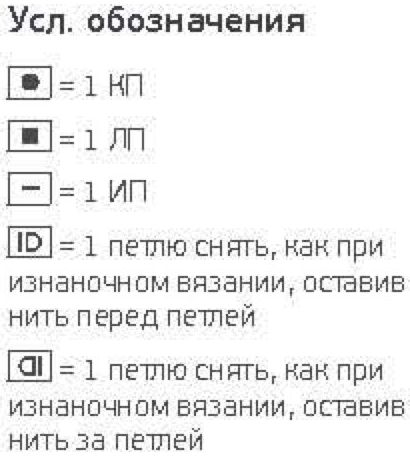 Усл. обозначения
● = 1 КП
■ = 1 ЛП
– = 1 ИП
ID = 1 петлю снять, как при
изнаночном вязании, оставив
нить перед петлей
ᗡI = 1 петлю снять, как при
изнаночном вязании, оставив
нить за петлей